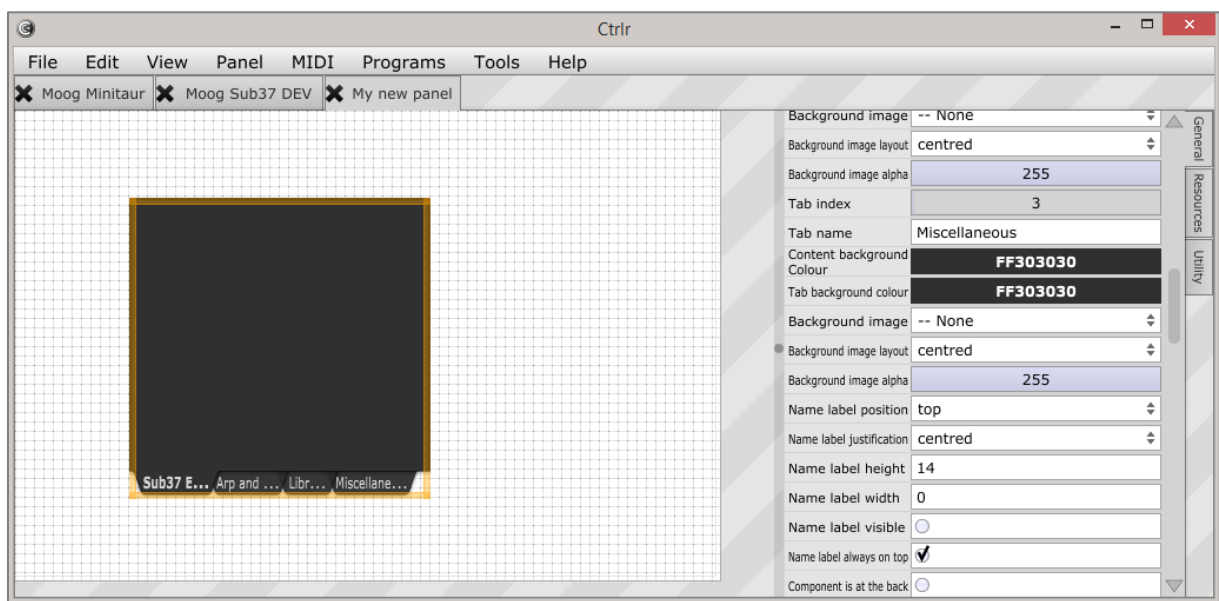 Ctrlr
File Edit View Panel MIDI Programs Tools Help
Moog Minitaur Moog Sub37 DEV My new panel
Background image -- None
Background image layout centred
Background image alpha 255
Tab index 3
Tab name Miscellaneous
Content background Colour FF303030
Tab background colour FF303030
Background image -- None
Background image layout centred
Background image alpha 255
Name label position top
Name label justification centred
Name label height 14
Name label width 0
Name label visible
Name label always on top
Component is at the back
General
Resources
Utility
Sub37 E... Arp and ... Libr... Miscellane...